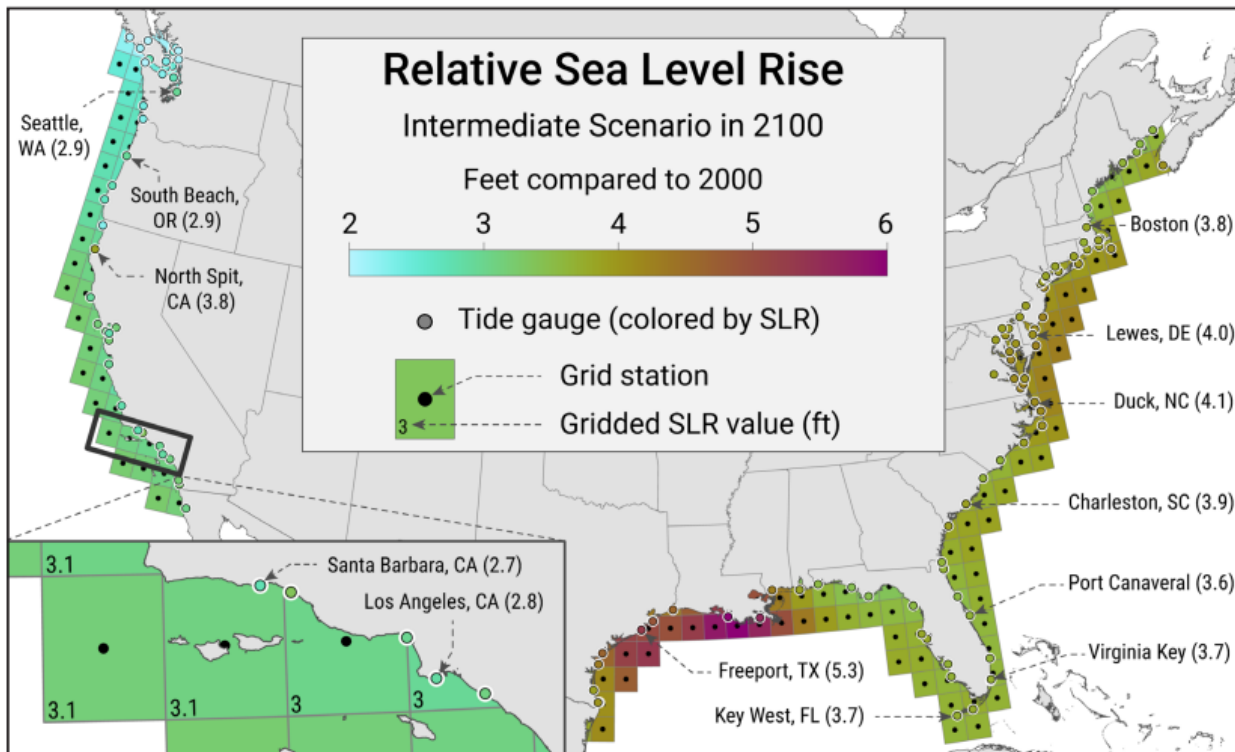 Relative Sea Level Rise
Intermediate Scenario in 2100
Feet compared to 2000
2 3 4 5 6
Tide gauge (colored by SLR)
Grid station
3
Gridded SLR value (ft)
Seattle,
WA (2.9)
South Beach,
OR (2.9)
North Spit,
CA (3.8)
Boston (3.8)
Lewes, DE (4.0)
Duck, NC (4.1)
Charleston, SC (3.9)
Port Canaveral (3.6)
Virginia Key (3.7)
Freeport, TX (5.3)
Key West, FL (3.7)
3.1
Santa Barbara, CA (2.7)
Los Angeles, CA (2.8)
3.1 3.1 3 3